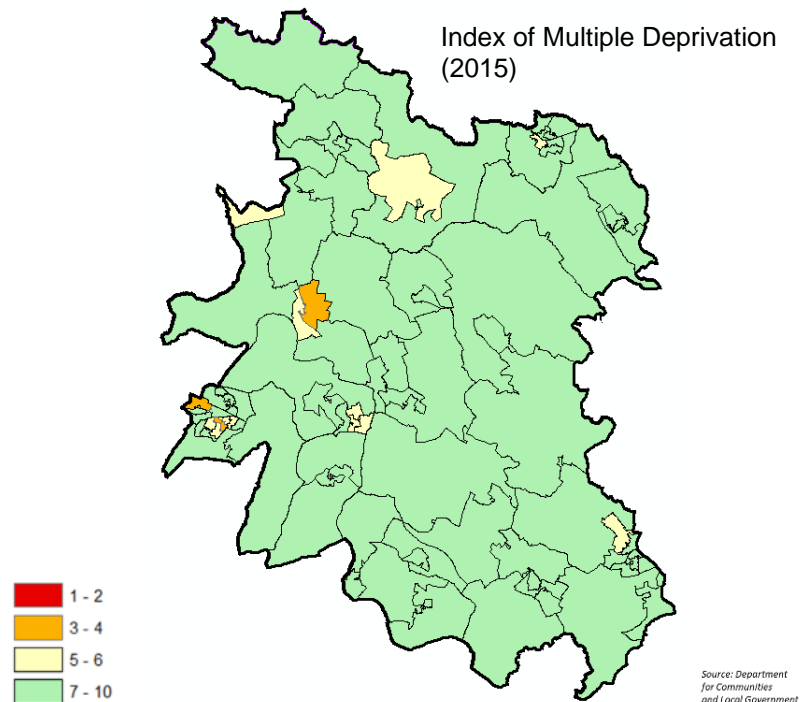 Index of Multiple Deprivation
(2015)
1 - 2
3 - 4
5 - 6
7 - 10
Source: Department
for Communities
and Local Government